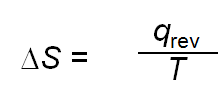 ΔS = q_rev / T